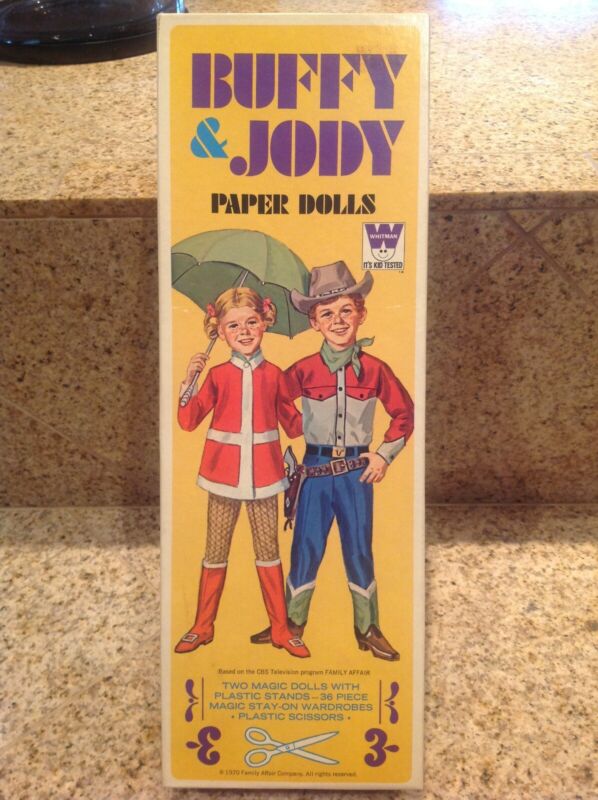 BUFFY
& JODY
PAPER DOLLS
W
WHITMAN
IT'S KID TESTED
Based on the CBS Television program FAMILY AFFAIR
TWO MAGIC DOLLS WITH
PLASTIC STANDS—36 PIECE
MAGIC STAY-ON WARDROBES
• PLASTIC SCISSORS •
© 1970 Family Affair Company. All rights reserved.